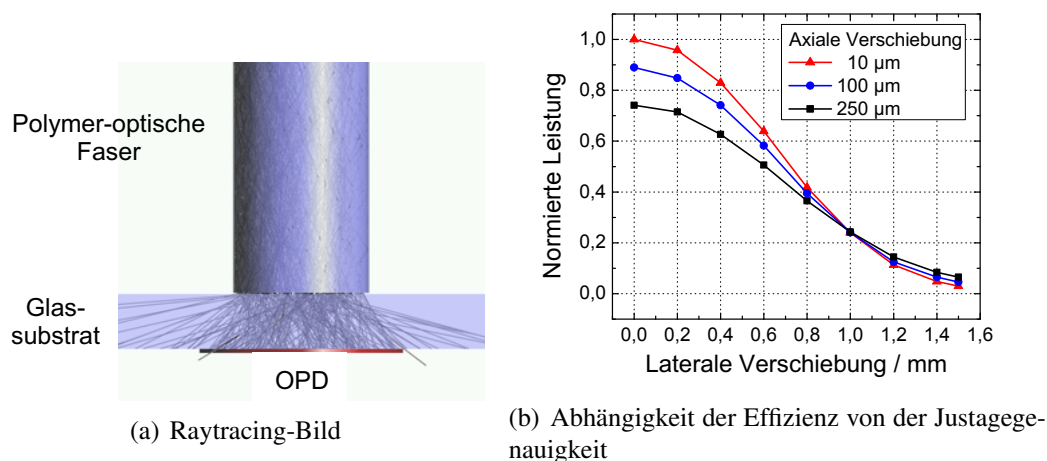 Polymer-optische
Faser
Glas-
substrat
OPD
(a) Raytracing-Bild
Normierte Leistung
1,0
0,8
0,6
0,4
0,2
0,0
Axiale Verschiebung
10 µm
100 µm
250 µm
0,0 0,2 0,4 0,6 0,8 1,0 1,2 1,4 1,6
Laterale Verschiebung / mm
(b) Abhängigkeit der Effizienz von der Justagege-
nauigkeit